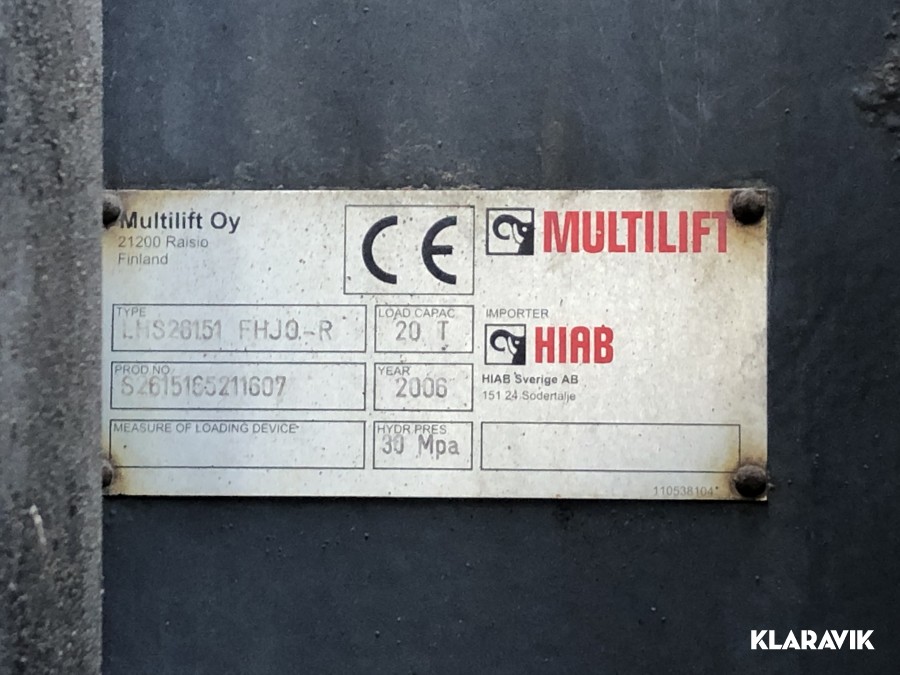 Multilift Oy
21200 Raisio
Finland
CE
MULTILIFT
TYPE
LHS26151 FHJO-R
LOAD CAPAC
20 T
IMPORTER
HIAB
HIAB Sverige AB
151 24 Södertälje
PROD NO
S2615165211607
YEAR
2006
MEASURE OF LOADING DEVICE
HYDR PRES
30 Mpa
110538104
KLARAVIK